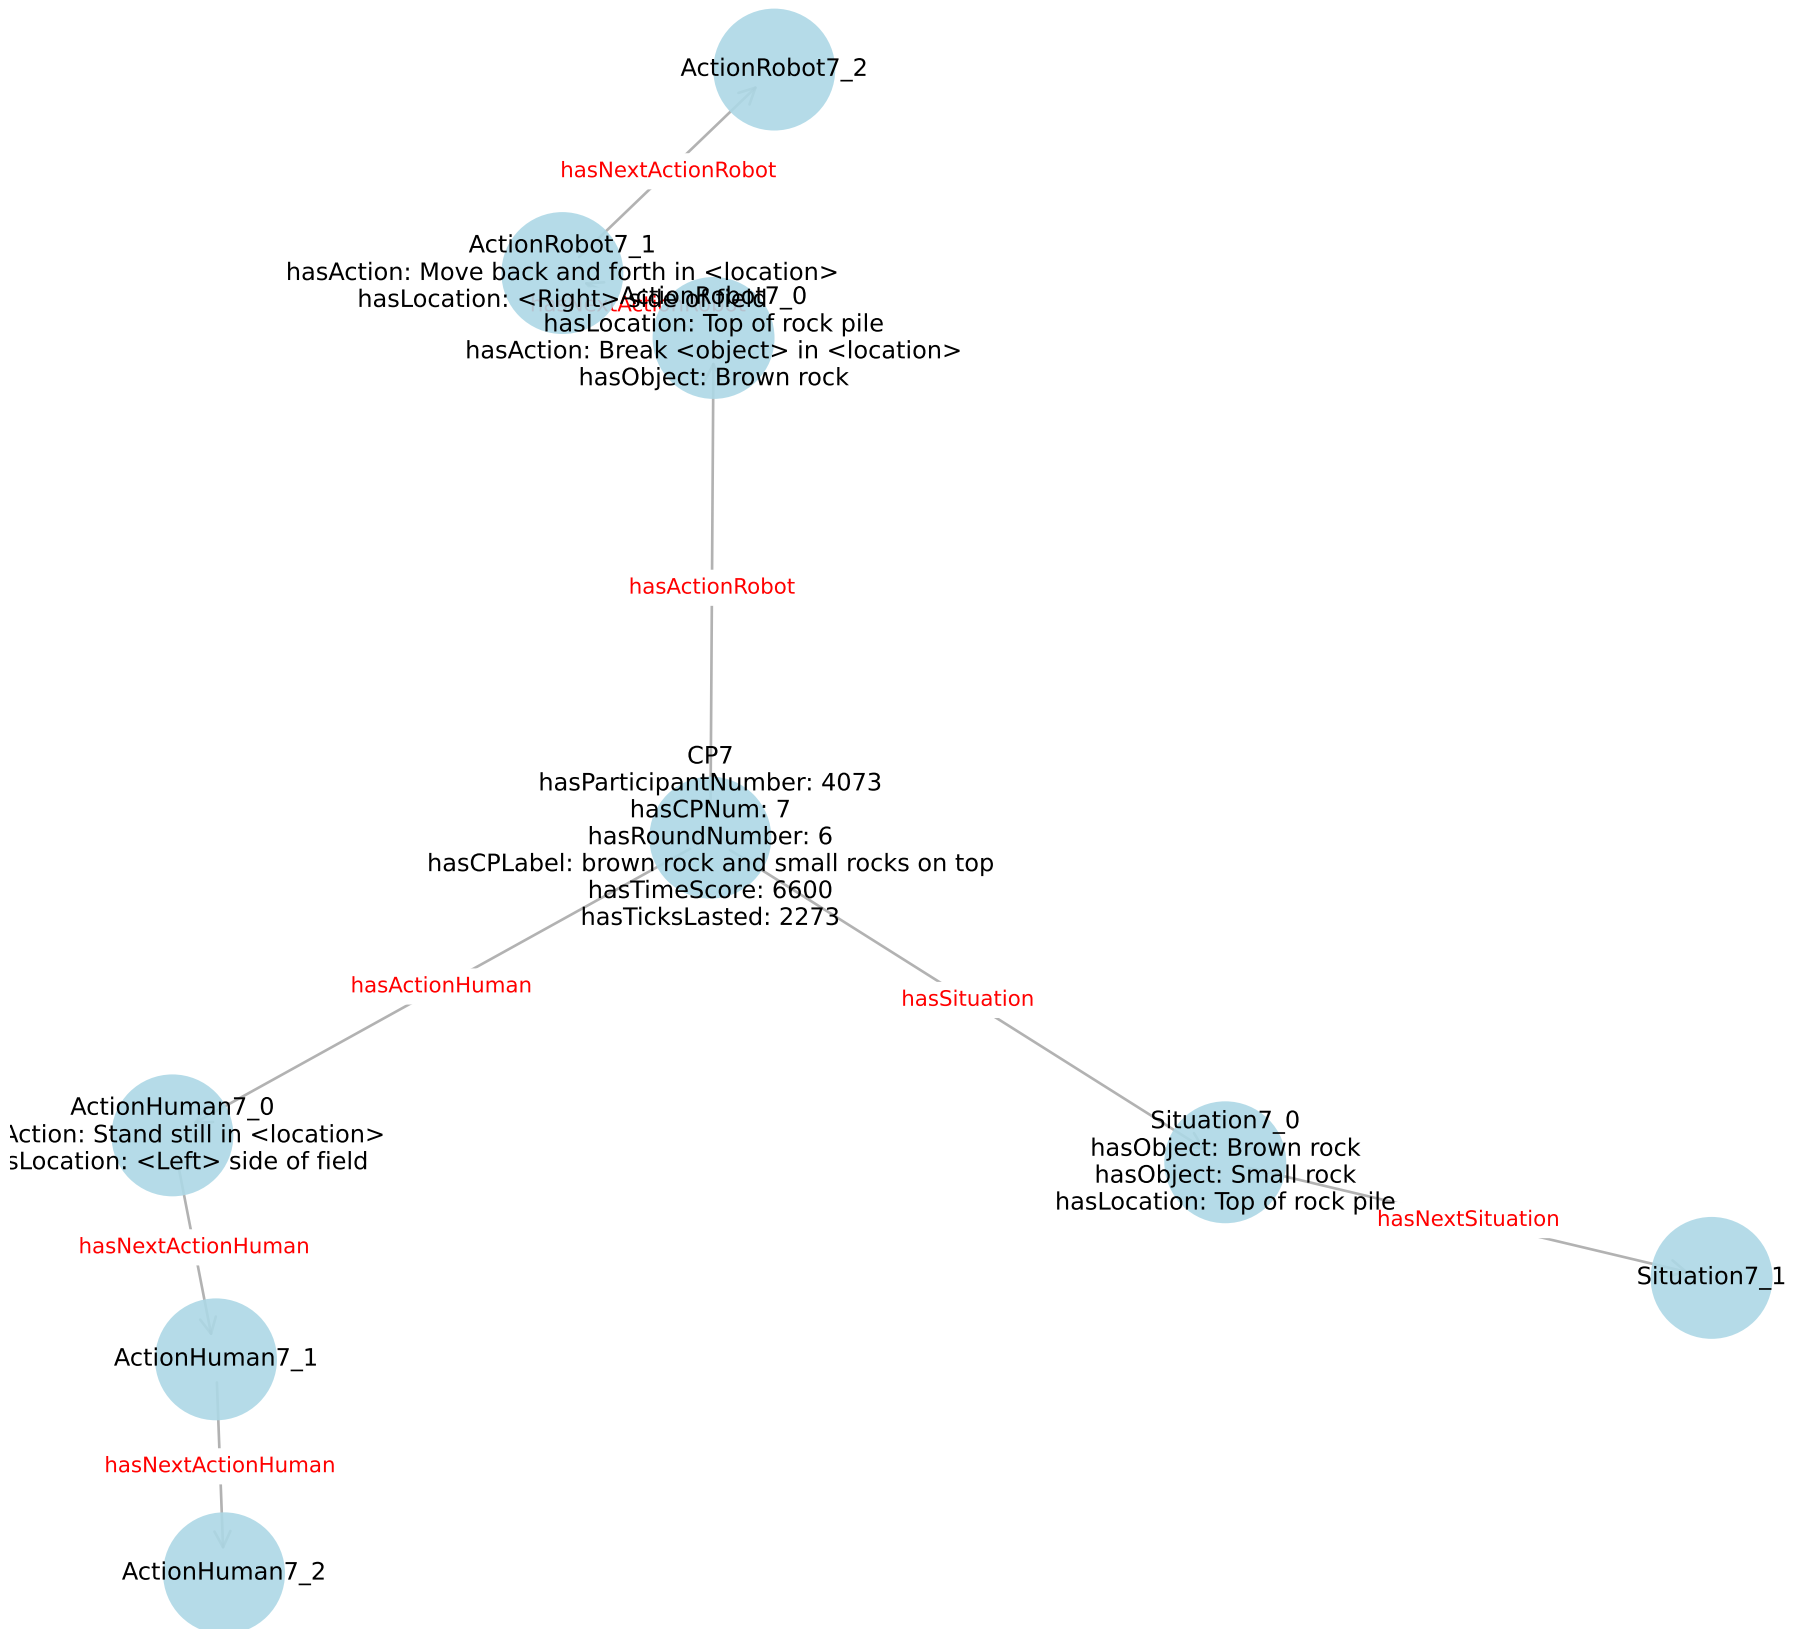 ActionRobot7_2
hasNextActionRobot
ActionRobot7_1
hasAction: Move back and forth in <location>
hasLocation: <Right> side of field
hasNextActionRobot
ActionRobot7_0
hasLocation: Top of rock pile
hasAction: Break <object> in <location>
hasObject: Brown rock
hasActionRobot
CP7
hasParticipantNumber: 4073
hasCPNum: 7
hasRoundNumber: 6
hasCPLabel: brown rock and small rocks on top
hasTimeScore: 6600
hasTicksLasted: 2273
hasActionHuman
hasSituation
ActionHuman7_0
Action: Stand still in <location>
sLocation: <Left> side of field
Situation7_0
hasObject: Brown rock
hasObject: Small rock
hasLocation: Top of rock pile
hasNextSituation
Situation7_1
hasNextActionHuman
ActionHuman7_1
hasNextActionHuman
ActionHuman7_2